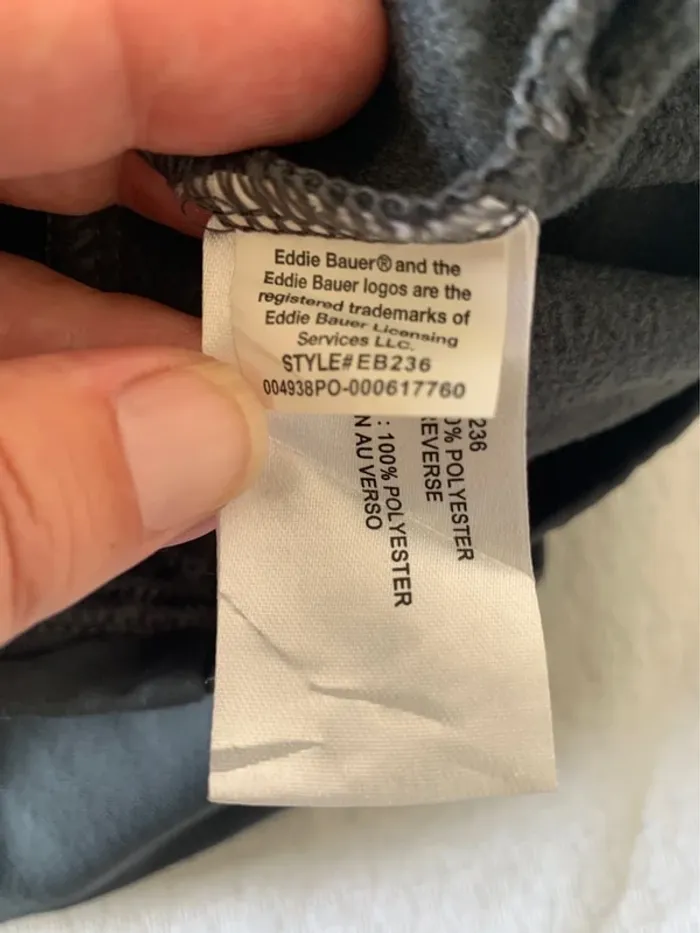 Eddie Bauer® and the
Eddie Bauer logos are the
registered trademarks of
Eddie Bauer Licensing
Services LLC.
STYLE#EB236
004938PO-000617760
236
0% POLYESTER
EVERSE
: 100% POLYESTER
N AU VERSO